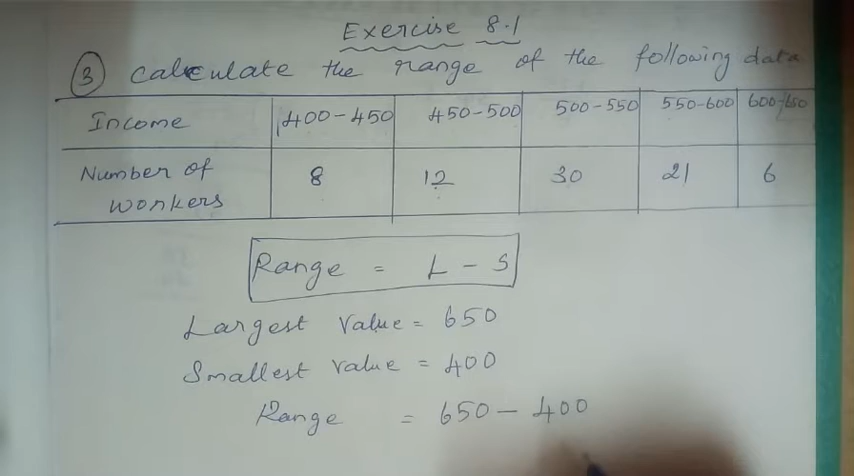 Exercise 8.1
③ Calculate the range of the following data
Income 400-450 450-500 500-550 550-600 600-650
Number of workers 8 12 30 21 6
Range = L - S
Largest Value = 650
Smallest Value = 400
Range = 650 - 400